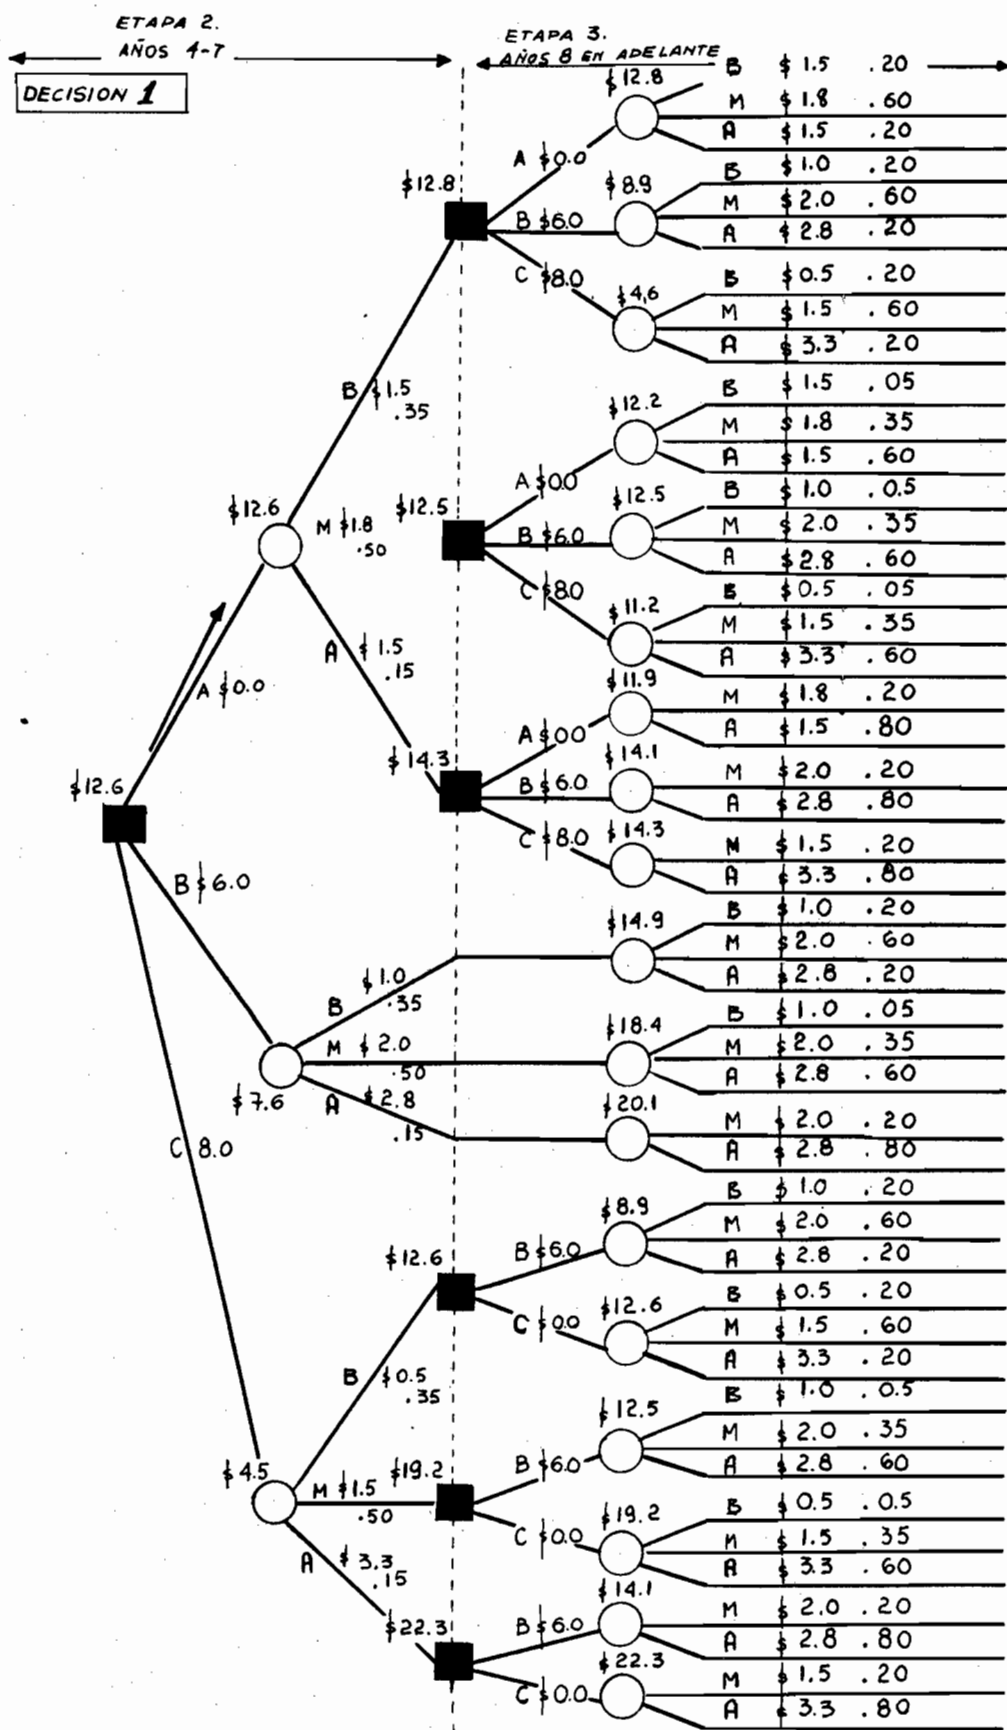 ETAPA 2.
AÑOS 4-7
DECISION 1
ETAPA 3.
AÑOS 8 EN ADELANTE
B $ 1.5 .20
$12.8
M $ 1.8 .60
A $ 1.5 .20
A $0.0
B $ 1.0 .20
$12.8
$8.9
M $ 2.0 .60
B $6.0
A $ 2.8 .20
C $8.0
B $ 0.5 .20
$4,6
M $ 1.5 .60
A $ 3.3 .20
B $1.5
.35
B $ 1.5 .05
$12.2
M $ 1.8 .35
A $ 1.5 .60
A $0.0
B $ 1.0 .0.5
$12.6
M $1.8
.50
$12.5
$12.5
M $ 2.0 .35
B $6.0
A $ 2.8 .60
C $8.0
B $ 0.5 .05
$11.2
M $ 1.5 .35
A $ 3.3 .60
A $ 1.5
.15
A $0.0
$11.9
M $ 1.8 .20
A $ 1.5 .80
A $0.0
$14.3
$14.1
M $ 2.0 .20
$12.6
B $6.0
A $ 2.8 .80
C $8.0
$14.3
M $ 1.5 .20
A $ 3.3 .80
B $6.0
B $ 1.0 .20
$14.9
M $ 2.0 .60
A $ 2.8 .20
B $1.0
.35
B $ 1.0 .05
M $ 2.0
.50
$18.4
M $ 2.0 .35
A $ 2.8 .60
$7.6
A $2.8
.15
$20.1
M $ 2.0 .20
A $ 2.8 .80
C 8.0
B $ 1.0 .20
$8.9
M $ 2.0 .60
$12.6
B $6.0
A $ 2.8 .20
B $ 0.5 .20
C $0.0
$12.6
M $ 1.5 .60
A $ 3.3 .20
B $0.5
.35
B $ 1.0 .0.5
$12.5
M $ 2.0 .35
A $ 2.8 .60
$4.5
M $1.5
.50
$19.2
B $6.0
B $ 0.5 .0.5
C $0.0
$19.2
M $ 1.5 .35
A $ 3.3 .60
A $ 3.3
.15
$14.1
M $ 2.0 .20
$22.3
B $6.0
A $ 2.8 .80
$22.3
M $ 1.5 .20
C $0.0
A $ 3.3 .80